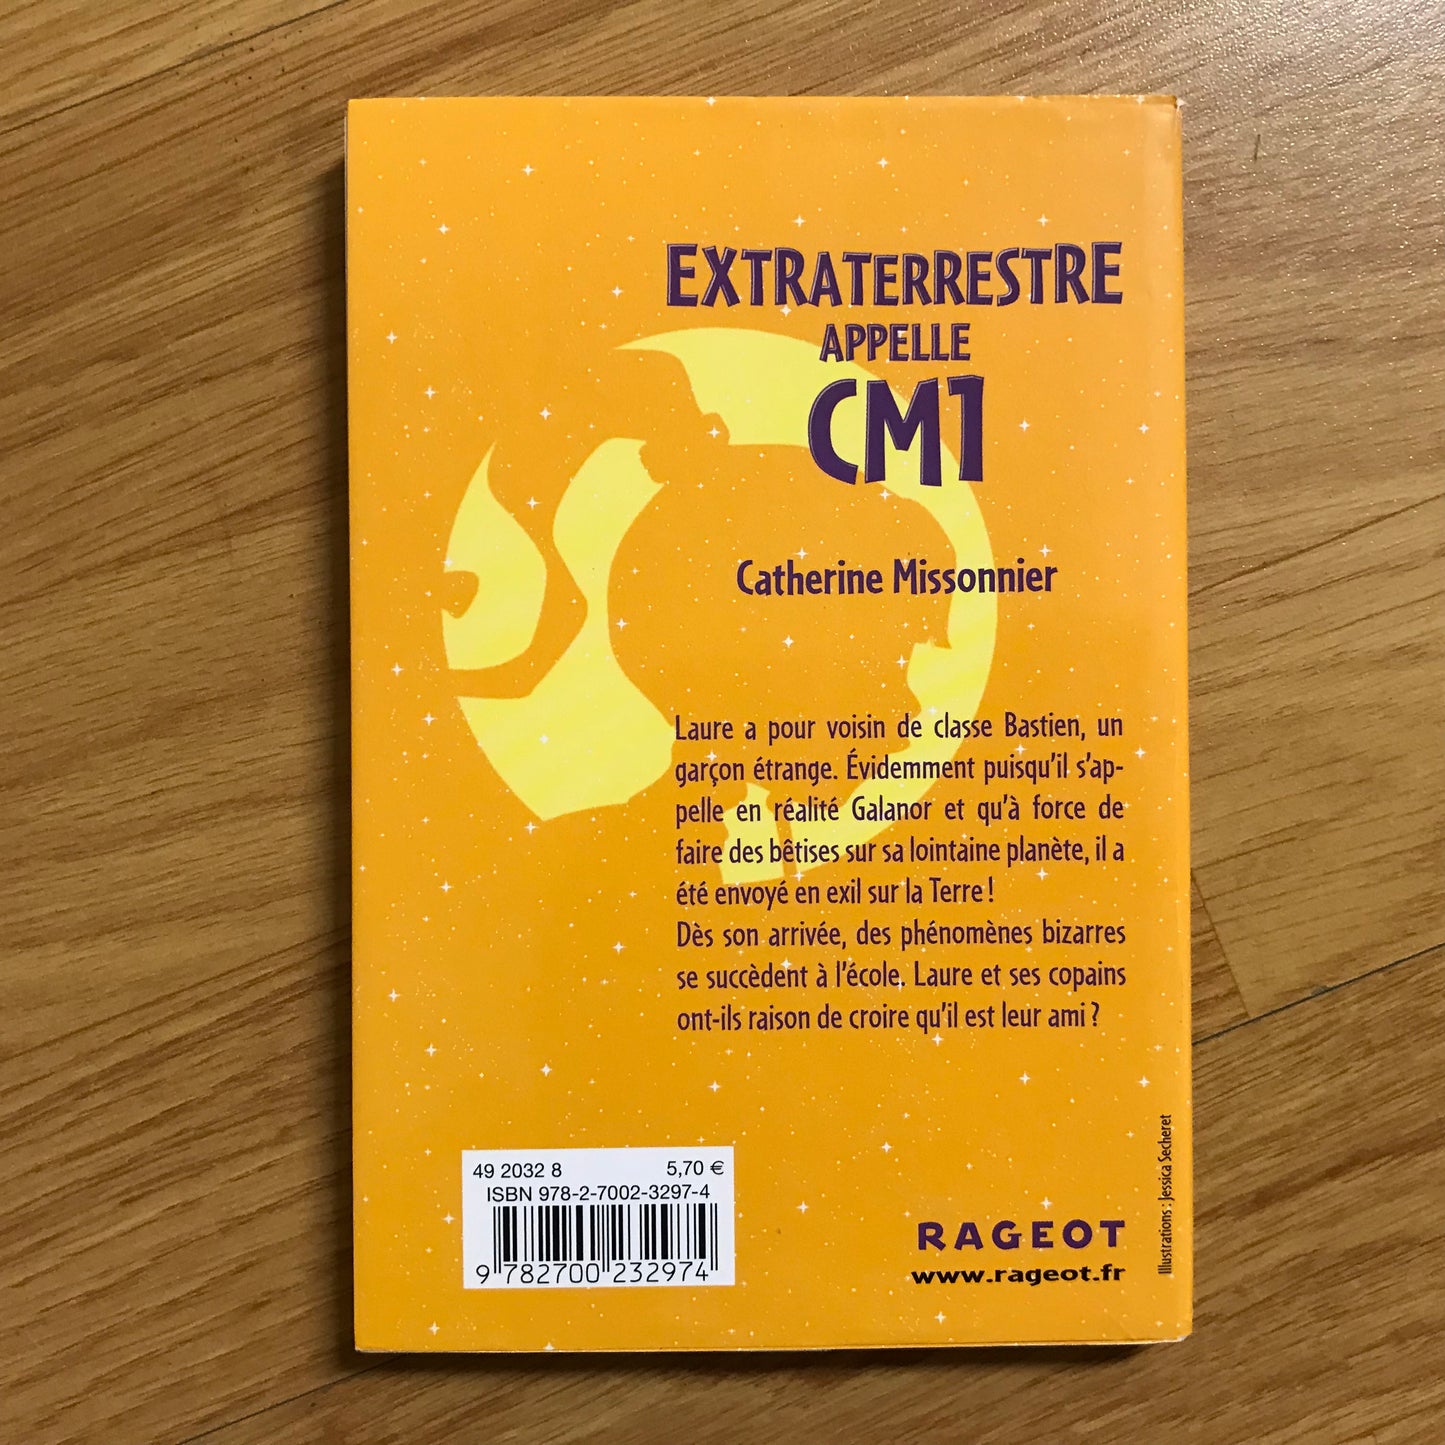 EXTRATERRESTRE
APPELLE
CM1
Catherine Missonnier
Laure a pour voisin de classe Bastien, un
garçon étrange. Évidemment puisqu'il s'ap-
pelle en réalité Galanor et qu'à force de
faire des bêtises sur sa lointaine planète, il a
été envoyé en exil sur la Terre !
Dès son arrivée, des phénomènes bizarres
se succèdent à l'école. Laure et ses copains
ont-ils raison de croire qu'il est leur ami ?
49 2032 8 5,70 €
ISBN 978-2-7002-3297-4
9 782700 232974
RAGEOT
www.rageot.fr
Illustrations : Jessica Secheret